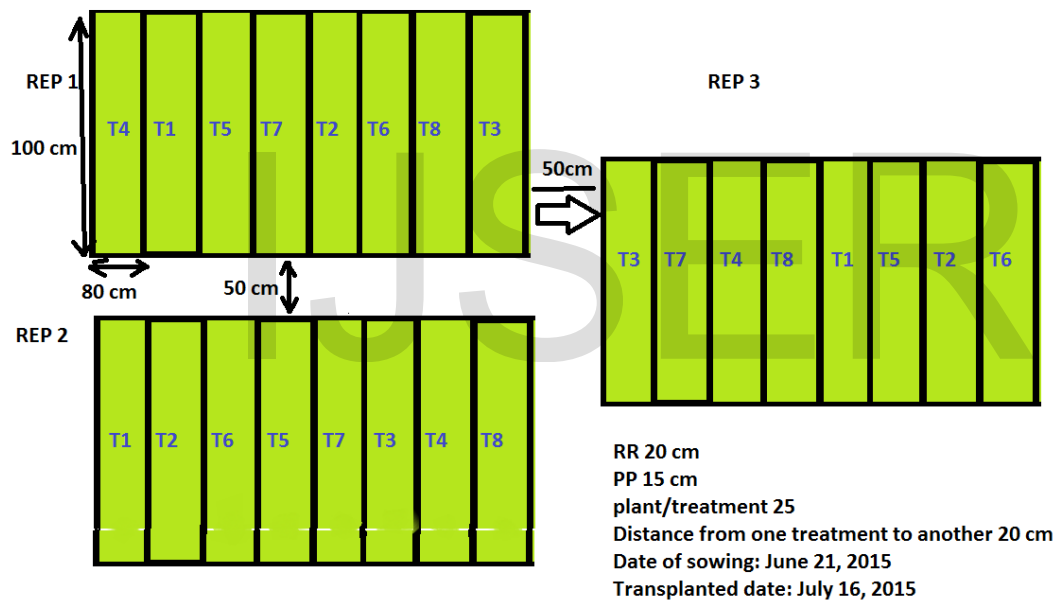 REP 1
REP 3
T4 T1 T5 T7 T2 T6 T8 T3
100 cm
50cm
T3 T7 T4 T8 T1 T5 T2 T6
80 cm
50 cm
IJSER
REP 2
T1 T2 T6 T5 T7 T3 T4 T8
RR 20 cm
PP 15 cm
plant/treatment 25
Distance from one treatment to another 20 cm
Date of sowing: June 21, 2015
Transplanted date: July 16, 2015